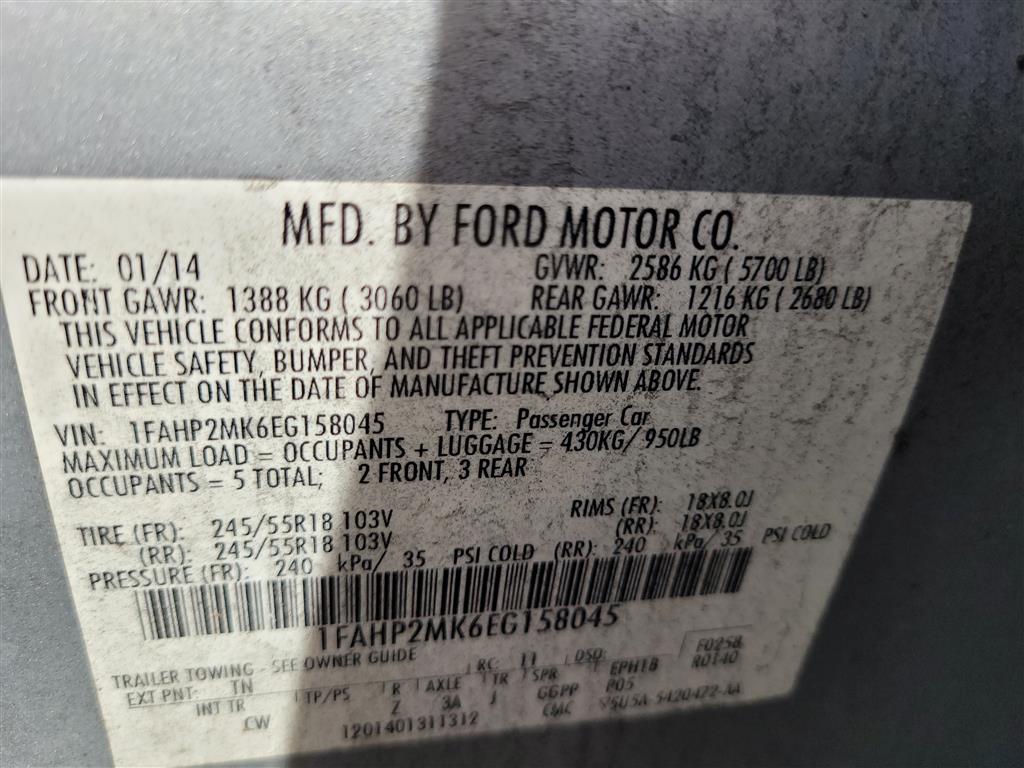 MFD. BY FORD MOTOR CO.
DATE: 01/14 GVWR: 2586 KG ( 5700 LB)
FRONT GAWR: 1388 KG ( 3060 LB) REAR GAWR: 1216 KG ( 2680 LB)
THIS VEHICLE CONFORMS TO ALL APPLICABLE FEDERAL MOTOR
VEHICLE SAFETY, BUMPER, AND THEFT PREVENTION STANDARDS
IN EFFECT ON THE DATE OF MANUFACTURE SHOWN ABOVE.
VIN: 1FAHP2MK6EG158045 TYPE: Passenger Car
MAXIMUM LOAD = OCCUPANTS + LUGGAGE = 430KG/ 950LB
OCCUPANTS = 5 TOTAL; 2 FRONT, 3 REAR
TIRE (FR): 245/55R18 103V RIMS (FR): 18X8.0J
(RR): 245/55R18 103V (RR): 18X8.0J
PRESSURE (FR): 240 kPa/ 35 PSI COLD (RR): 240 kPa/ 35 PSI COLD
1FAHP2MK6EG158045
TRAILER TOWING - SEE OWNER GUIDE RC: 11 DSO: F0258
EXT PNT: TN TP/PS R AXLE TR SPR EPH18 R0140
INT TR Z 3A J GGPP
CW 1201401311312 CMC